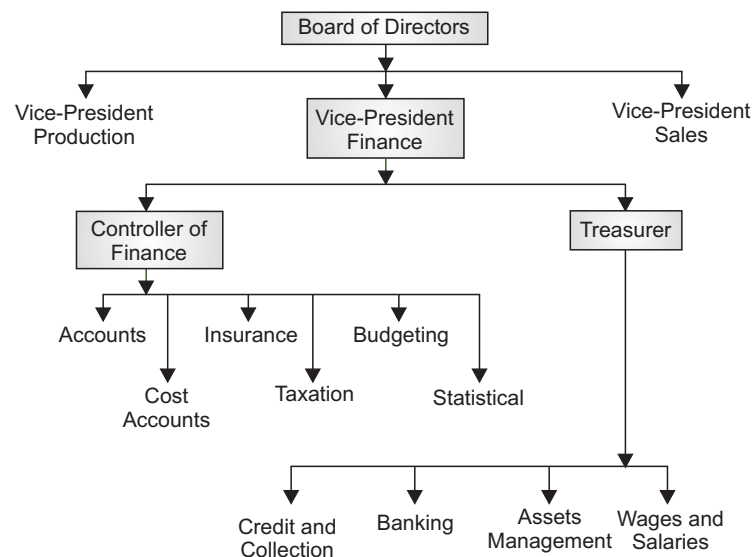 Board of Directors
Vice-President
Production
Vice-President
Finance
Vice-President
Sales
Controller of
Finance
Treasurer
Accounts
Insurance
Budgeting
Cost
Accounts
Taxation
Statistical
Credit and
Collection
Banking
Assets
Management
Wages and
Salaries